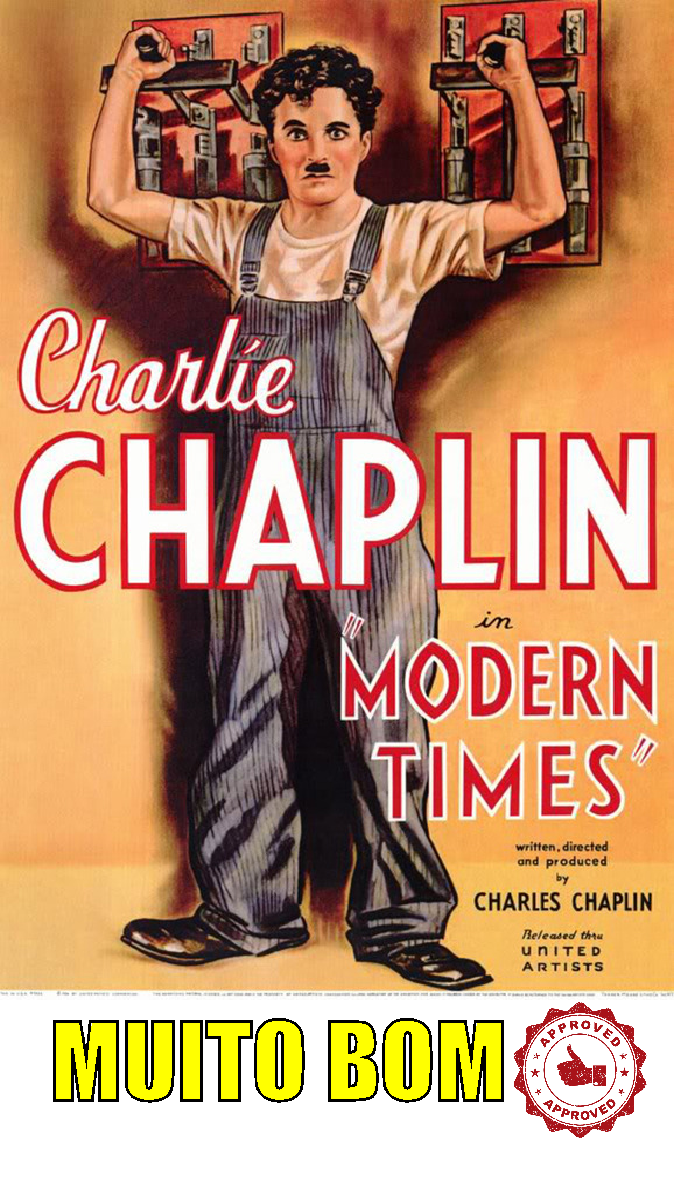 Charlie
CHAPLIN
in
"MODERN
TIMES"
written, directed
and produced
by
CHARLES CHAPLIN
Released thru
UNITED
ARTISTS
MUITO BOM
APPROVED
APPROVED